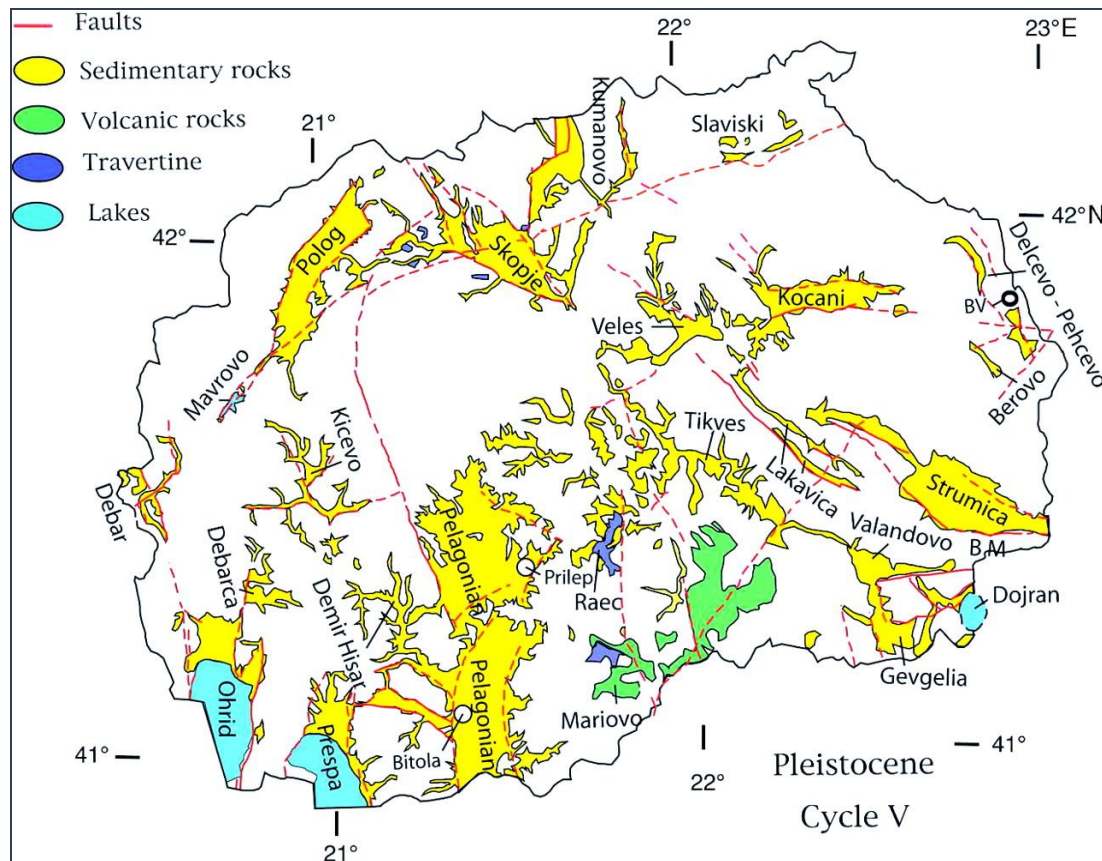 Faults
Sedimentary rocks
Volcanic rocks
Travertine
Lakes
22°
23°E
21°
42°
42°N
Kumanovo
Slaviski
Polog
Skopje
Delcevo - Pehcevo
BV
Kocani
Veles
Mavrovo
Berovo
Kicevo
Tikves
Lakavica
Strumica
Debar
Debarca
Pelagonian
Valandovo
B.M
Prilep
Raec
Dojran
Demir Hisar
Ohrid
Prespa
Pelagonian
Gevgelia
Mariovo
Bitola
41°
41°
22°
21°
Pleistocene
Cycle V